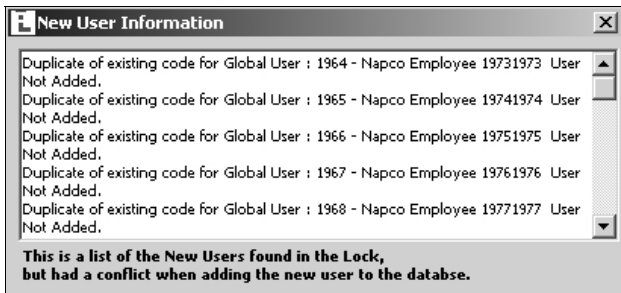 New User Information
Duplicate of existing code for Global User : 1964 - Napco Employee 19731973 User
Not Added.
Duplicate of existing code for Global User : 1965 - Napco Employee 19741974 User
Not Added.
Duplicate of existing code for Global User : 1966 - Napco Employee 19751975 User
Not Added.
Duplicate of existing code for Global User : 1967 - Napco Employee 19761976 User
Not Added.
Duplicate of existing code for Global User : 1968 - Napco Employee 19771977 User
Not Added.
This is a list of the New Users found in the Lock,
but had a conflict when adding the new user to the databse.